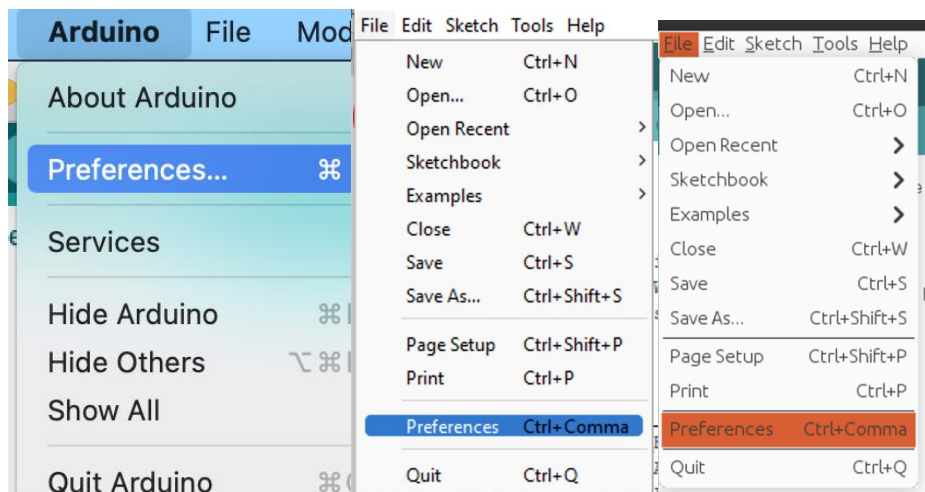 Arduino File Mod
About Arduino
Preferences... ⌘
Services
Hide Arduino ⌘
Hide Others ⌥⌘
Show All
Quit Arduino ⌘
File Edit Sketch Tools Help
New Ctrl+N
Open... Ctrl+O
Open Recent
Sketchbook
Examples
Close Ctrl+W
Save Ctrl+S
Save As... Ctrl+Shift+S
Page Setup Ctrl+Shift+P
Print Ctrl+P
Preferences Ctrl+Comma
Quit Ctrl+Q
File Edit Sketch Tools Help
New Ctrl+N
Open... Ctrl+O
Open Recent
Sketchbook
Examples
Close Ctrl+W
Save Ctrl+S
Save As... Ctrl+Shift+S
Page Setup Ctrl+Shift+P
Print Ctrl+P
Preferences Ctrl+Comma
Quit Ctrl+Q